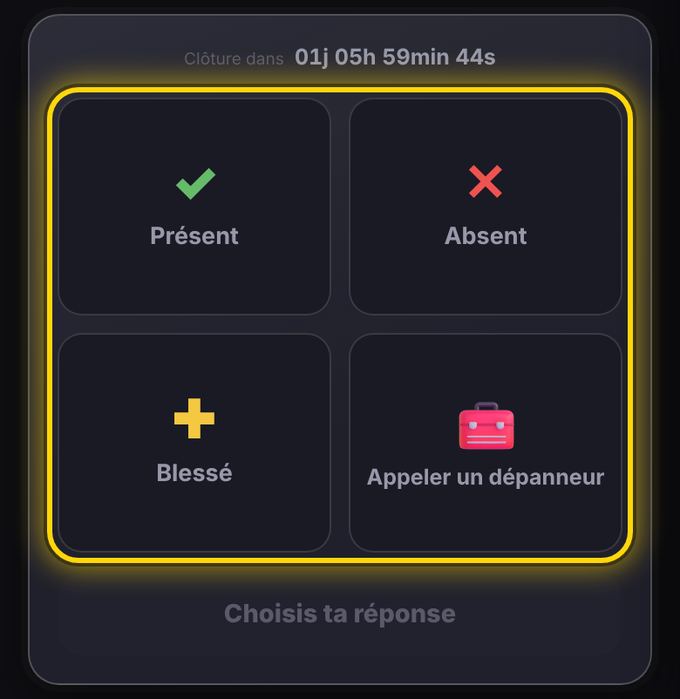 Clôture dans 01j 05h 59min 44s
Présent
Absent
Blessé
Appeler un dépanneur
Choisis ta réponse